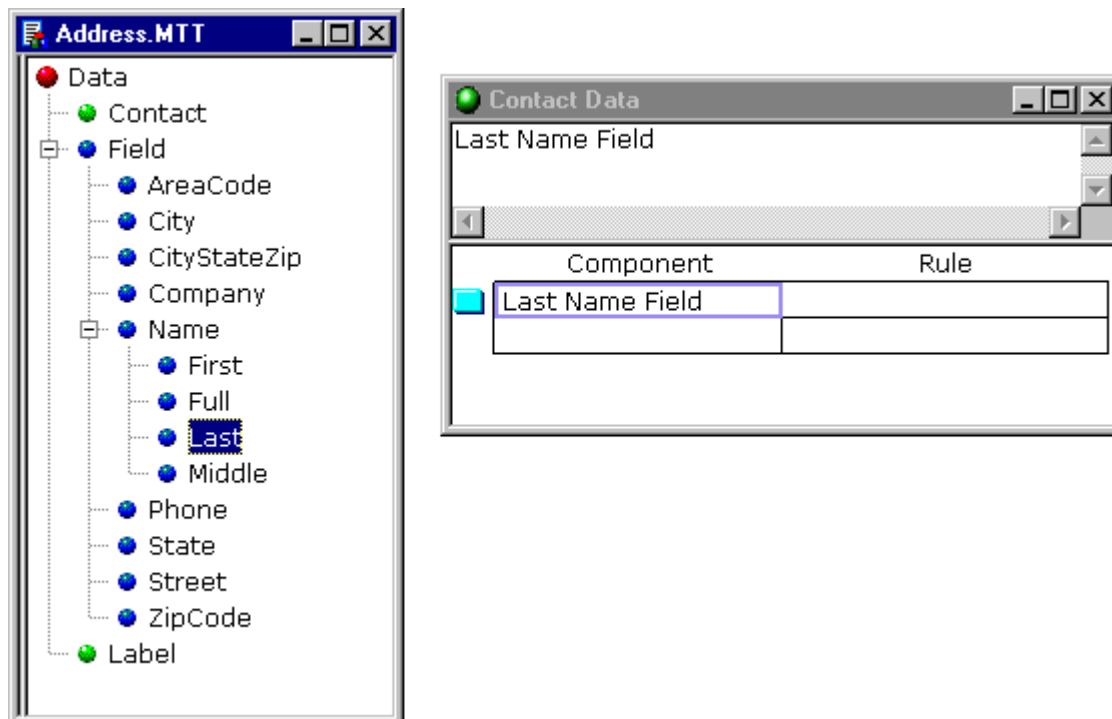 Address.MTT
Data
Contact
Field
AreaCode
City
CityStateZip
Company
Name
First
Full
Last
Middle
Phone
State
Street
ZipCode
Label
Contact Data
Last Name Field
Component Rule
Last Name Field